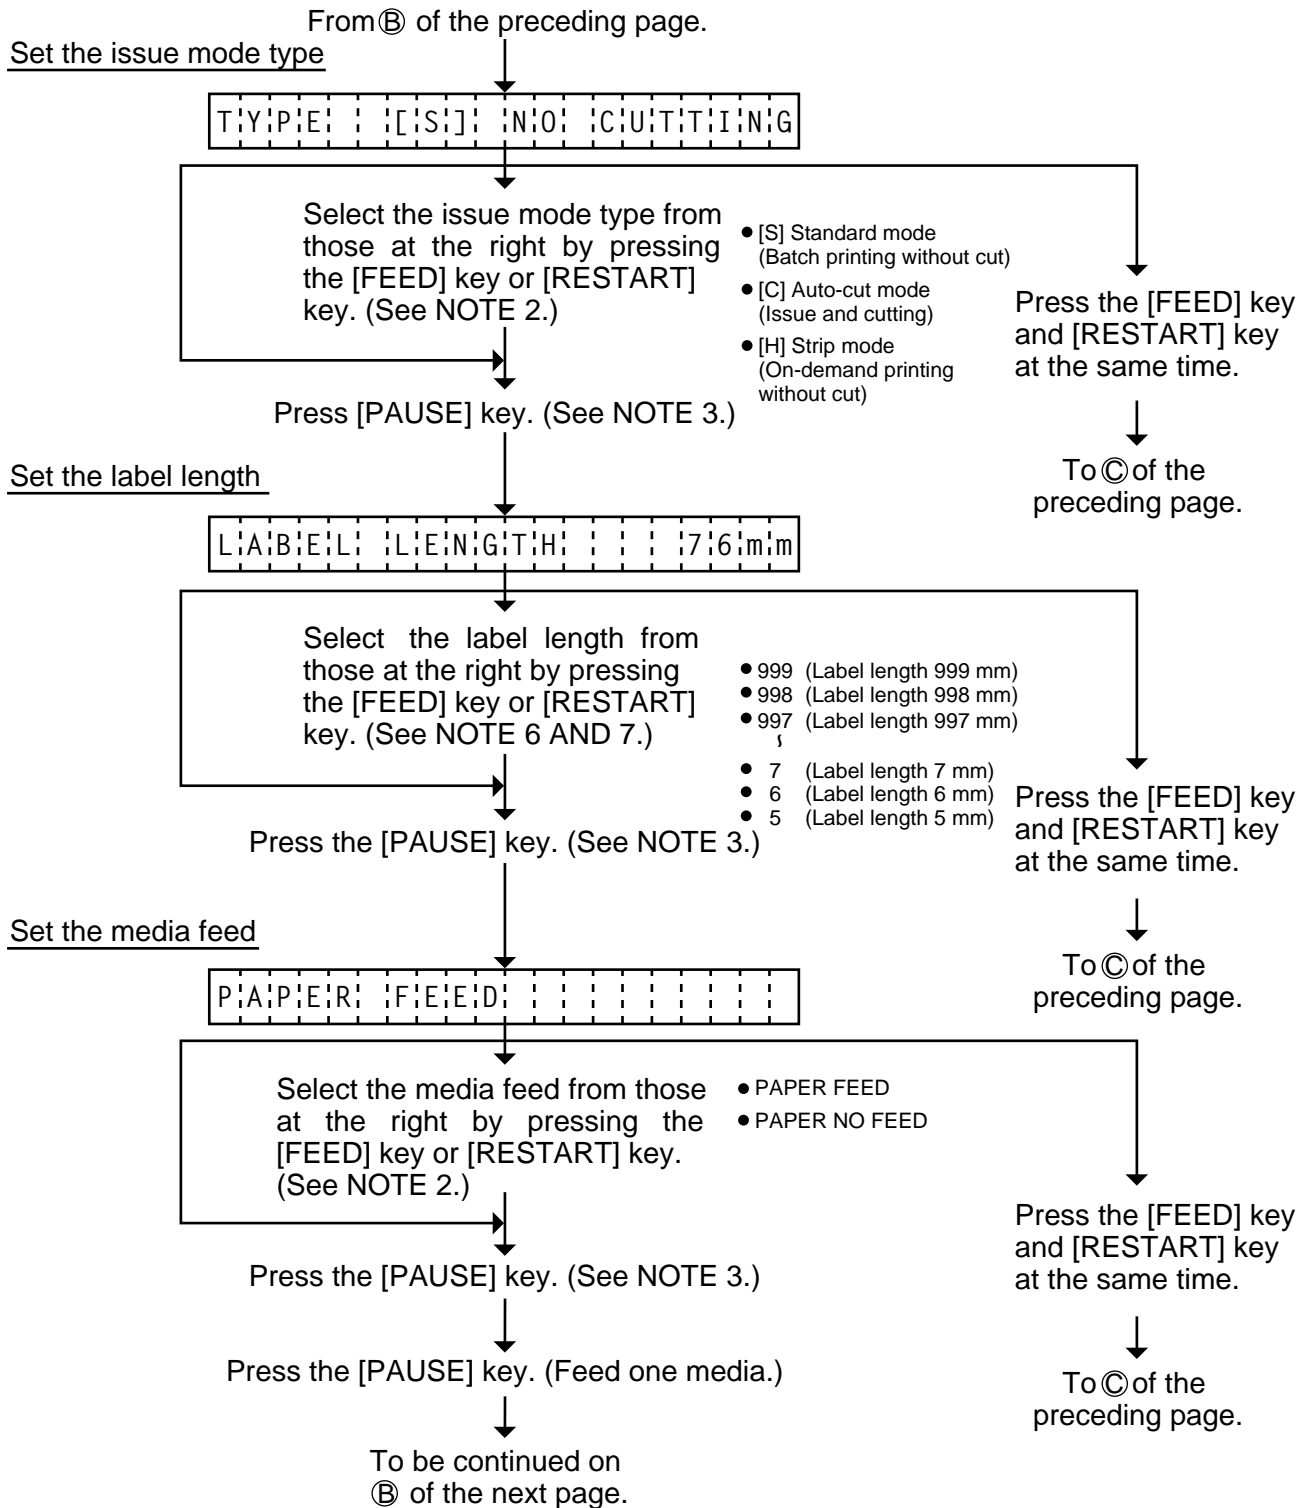 From Ⓑ of the preceding page.
Set the issue mode type
TYPE  [S] NO CUTTING
Select the issue mode type from
those at the right by pressing
the [FEED] key or [RESTART]
key. (See NOTE 2.)
● [S] Standard mode
(Batch printing without cut)
● [C] Auto-cut mode
(Issue and cutting)
● [H] Strip mode
(On-demand printing
without cut)
Press the [FEED] key
and [RESTART] key
at the same time.
Press [PAUSE] key. (See NOTE 3.)
To Ⓒ of the
preceding page.
Set the label length
LABEL LENGTH    76mm
Select the label length from
those at the right by pressing
the [FEED] key or [RESTART]
key. (See NOTE 6 AND 7.)
● 999 (Label length 999 mm)
● 998 (Label length 998 mm)
● 997 (Label length 997 mm)
≀
● 7 (Label length 7 mm)
● 6 (Label length 6 mm)
● 5 (Label length 5 mm)
Press the [FEED] key
and [RESTART] key
at the same time.
Press the [PAUSE] key. (See NOTE 3.)
To Ⓒ of the
preceding page.
Set the media feed
PAPER FEED
Select the media feed from those
at the right by pressing the
[FEED] key or [RESTART] key.
(See NOTE 2.)
● PAPER FEED
● PAPER NO FEED
Press the [FEED] key
and [RESTART] key
at the same time.
Press the [PAUSE] key. (See NOTE 3.)
Press the [PAUSE] key. (Feed one media.)
To Ⓒ of the
preceding page.
To be continued on
Ⓑ of the next page.